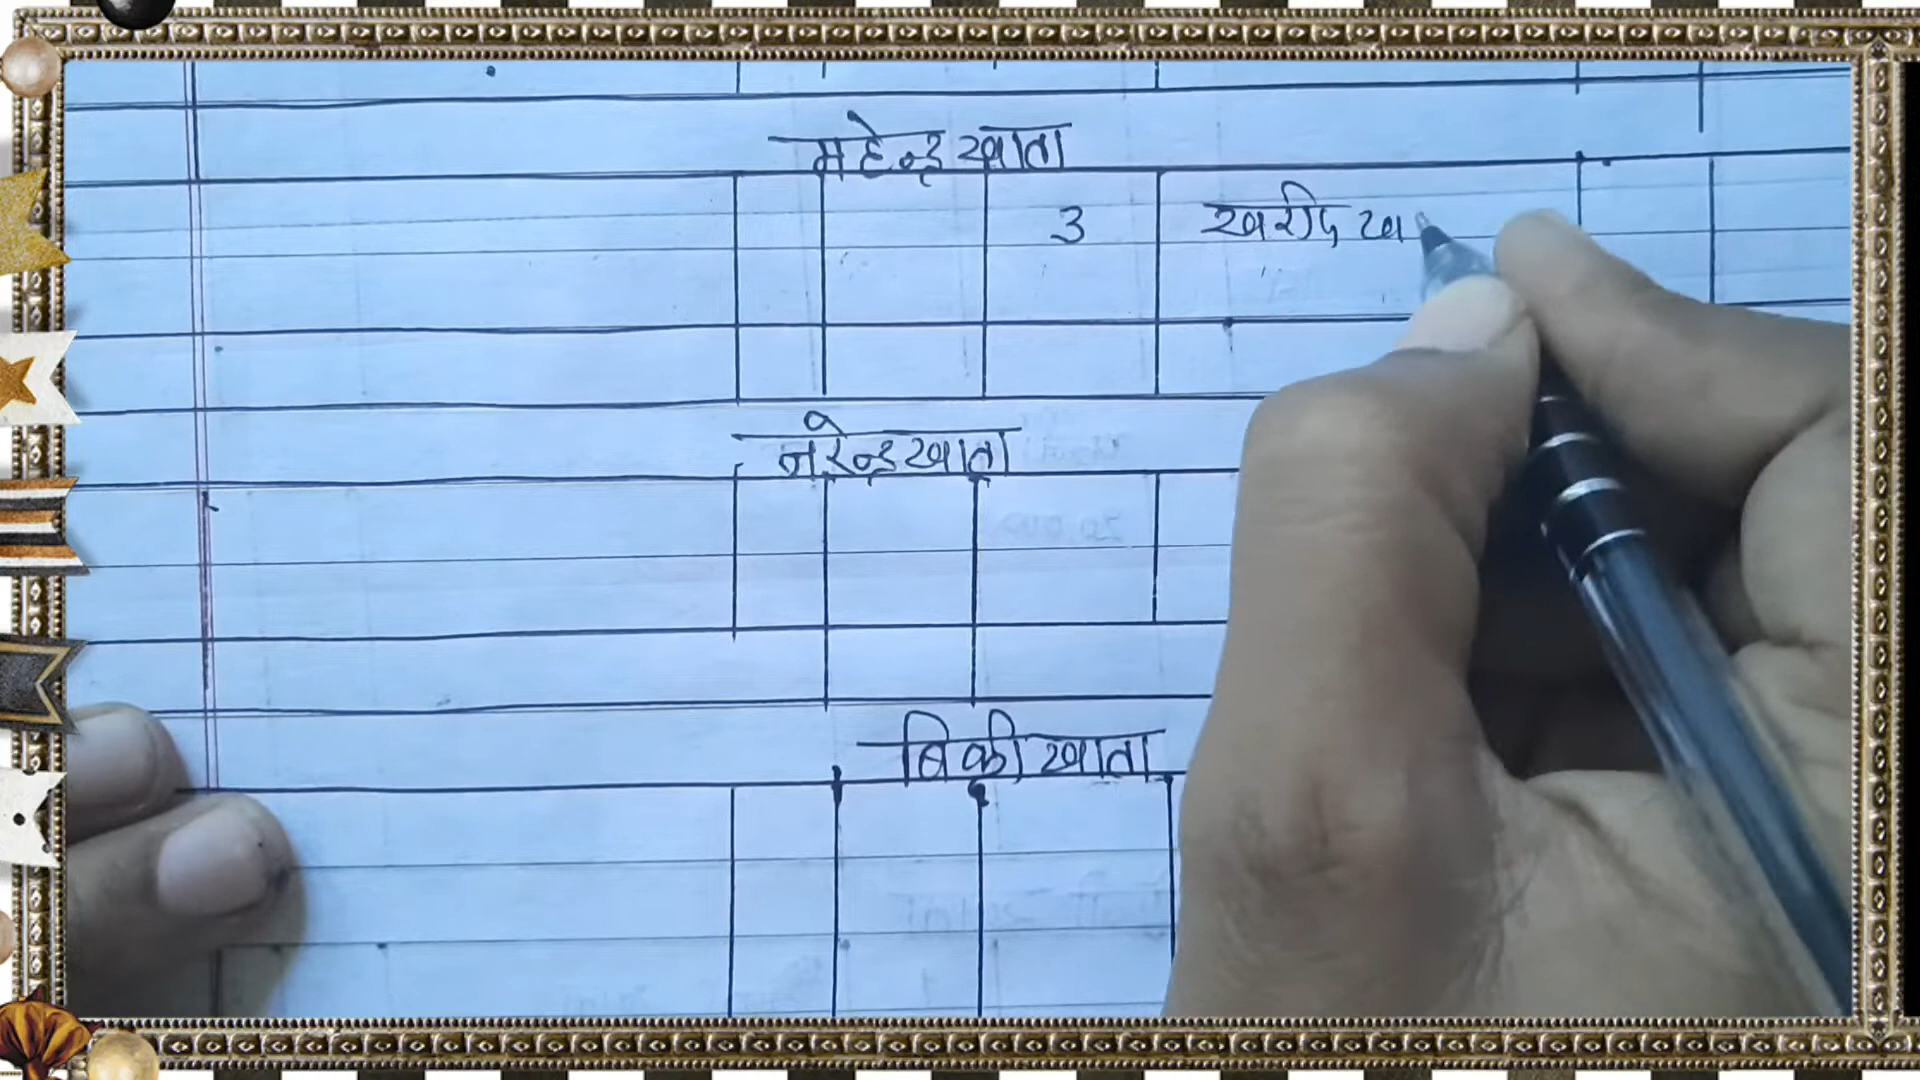 महेन्द्र खाता
3 खरीद खा
नरेन्द्र खाता
बिक्री खाता